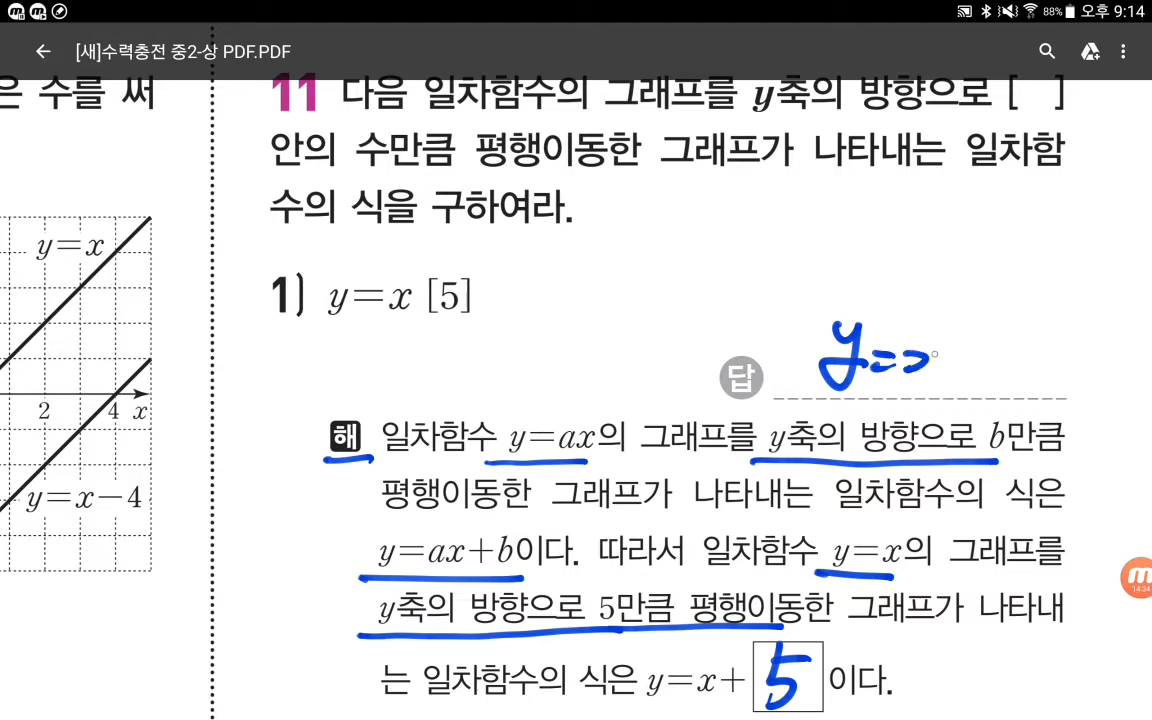 88% 오후 9:14
[새]수력충전 중2-상 PDF.PDF
은 수를 써
y=x
2 4 x
y=x-4
11 다음 일차함수의 그래프를 y축의 방향으로 [ ]
안의 수만큼 평행이동한 그래프가 나타내는 일차함
수의 식을 구하여라.
1) y=x [5]
답 y=
해 일차함수 y=ax의 그래프를 y축의 방향으로 b만큼
평행이동한 그래프가 나타내는 일차함수의 식은
y=ax+b이다. 따라서 일차함수 y=x의 그래프를
y축의 방향으로 5만큼 평행이동한 그래프가 나타내
는 일차함수의 식은 y=x+ 5 이다.
14:34